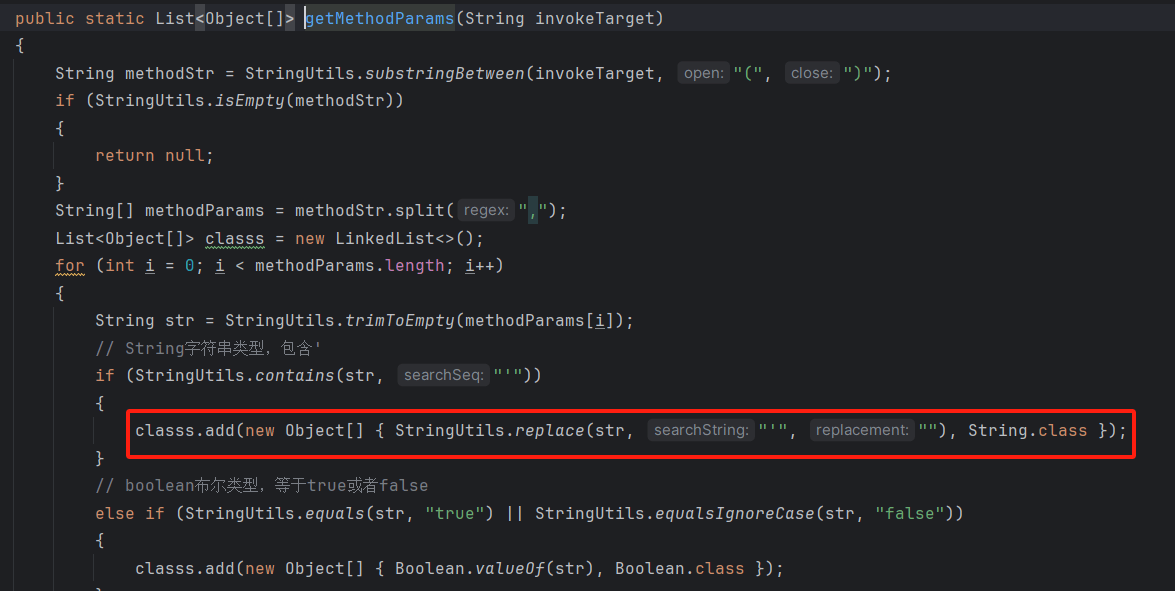 public static List<Object[]> getMethodParams(String invokeTarget)
{
    String methodStr = StringUtils.substringBetween(invokeTarget, open: "(", close: ")");
    if (StringUtils.isEmpty(methodStr))
    {
        return null;
    }
    String[] methodParams = methodStr.split( regex: ",");
    List<Object[]> classs = new LinkedList<>();
    for (int i = 0; i < methodParams.length; i++)
    {
        String str = StringUtils.trimToEmpty(methodParams[i]);
        // String字符串类型，包含'
        if (StringUtils.contains(str, searchSeq: "'"))
        {
            classs.add(new Object[] { StringUtils.replace(str, searchString: "'", replacement: ""), String.class });
        }
        // boolean布尔类型，等于true或者false
        else if (StringUtils.equals(str, "true") || StringUtils.equalsIgnoreCase(str, "false"))
        {
            classs.add(new Object[] { Boolean.valueOf(str), Boolean.class });